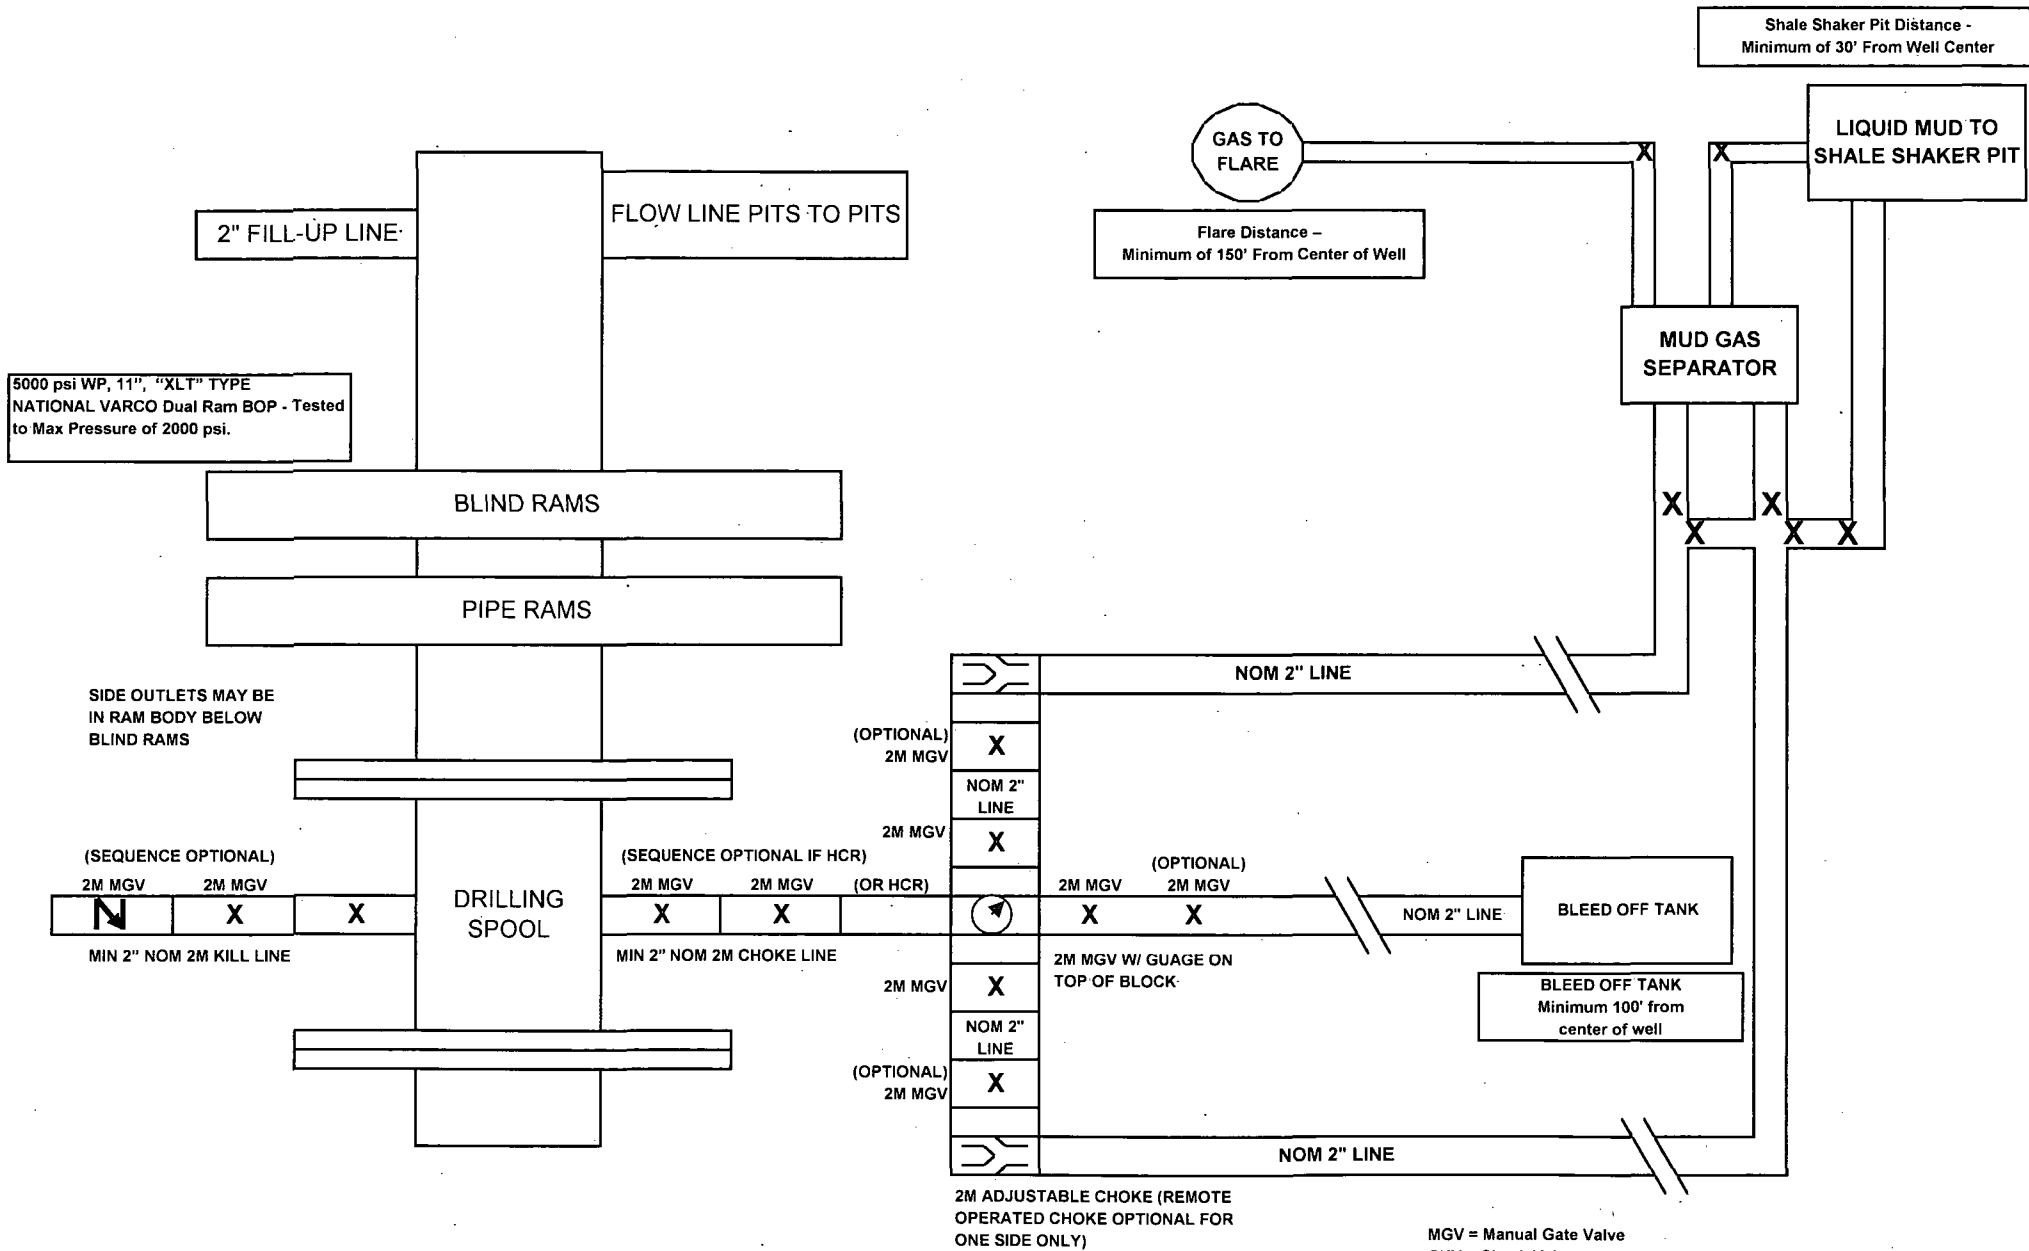 Shale Shaker Pit Distance -
Minimum of 30' From Well Center
LIQUID MUD TO
SHALE SHAKER PIT
GAS TO
FLARE
X
X
FLOW LINE PITS TO PITS
2" FILL-UP LINE
Flare Distance –
Minimum of 150' From Center of Well
MUD GAS
SEPARATOR
5000 psi WP, 11", "XLT" TYPE
NATIONAL VARCO Dual Ram BOP - Tested
to Max Pressure of 2000 psi.
BLIND RAMS
X
X
X
X
X
PIPE RAMS
NOM 2" LINE
SIDE OUTLETS MAY BE
IN RAM BODY BELOW
BLIND RAMS
(OPTIONAL)
2M MGV
X
NOM 2"
LINE
2M MGV
X
(SEQUENCE OPTIONAL)
2M MGV
2M MGV
X
X
MIN 2" NOM 2M KILL LINE
DRILLING
SPOOL
(SEQUENCE OPTIONAL IF HCR)
2M MGV
2M MGV
(OR HCR)
X
X
MIN 2" NOM 2M CHOKE LINE
2M MGV
(OPTIONAL)
2M MGV
X
X
NOM 2" LINE
BLEED OFF TANK
2M MGV W/ GUAGE ON
TOP OF BLOCK
BLEED OFF TANK
Minimum 100' from
center of well
2M MGV
X
NOM 2"
LINE
(OPTIONAL)
2M MGV
X
NOM 2" LINE
2M ADJUSTABLE CHOKE (REMOTE
OPERATED CHOKE OPTIONAL FOR
ONE SIDE ONLY)
MGV = Manual Gate Valve